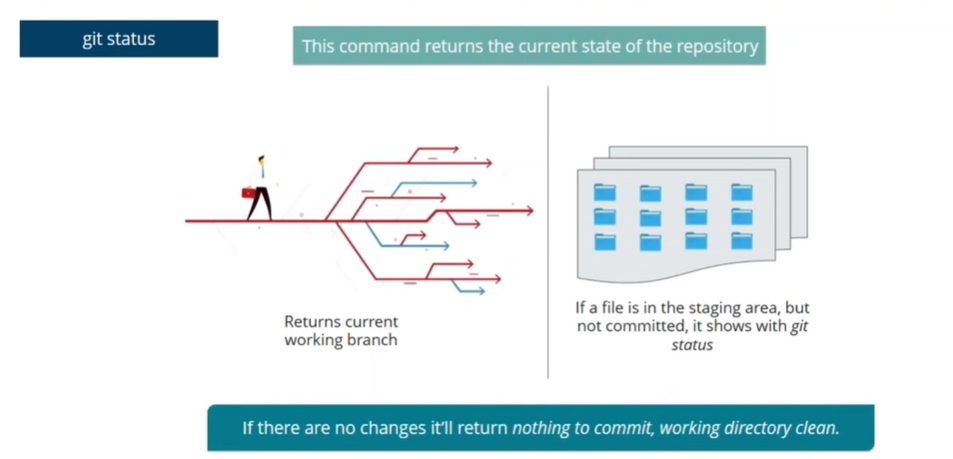 git status
This command returns the current state of the repository
Returns current
working branch
If a file is in the staging area, but
not committed, it shows with git
status
If there are no changes it'll return nothing to commit, working directory clean.